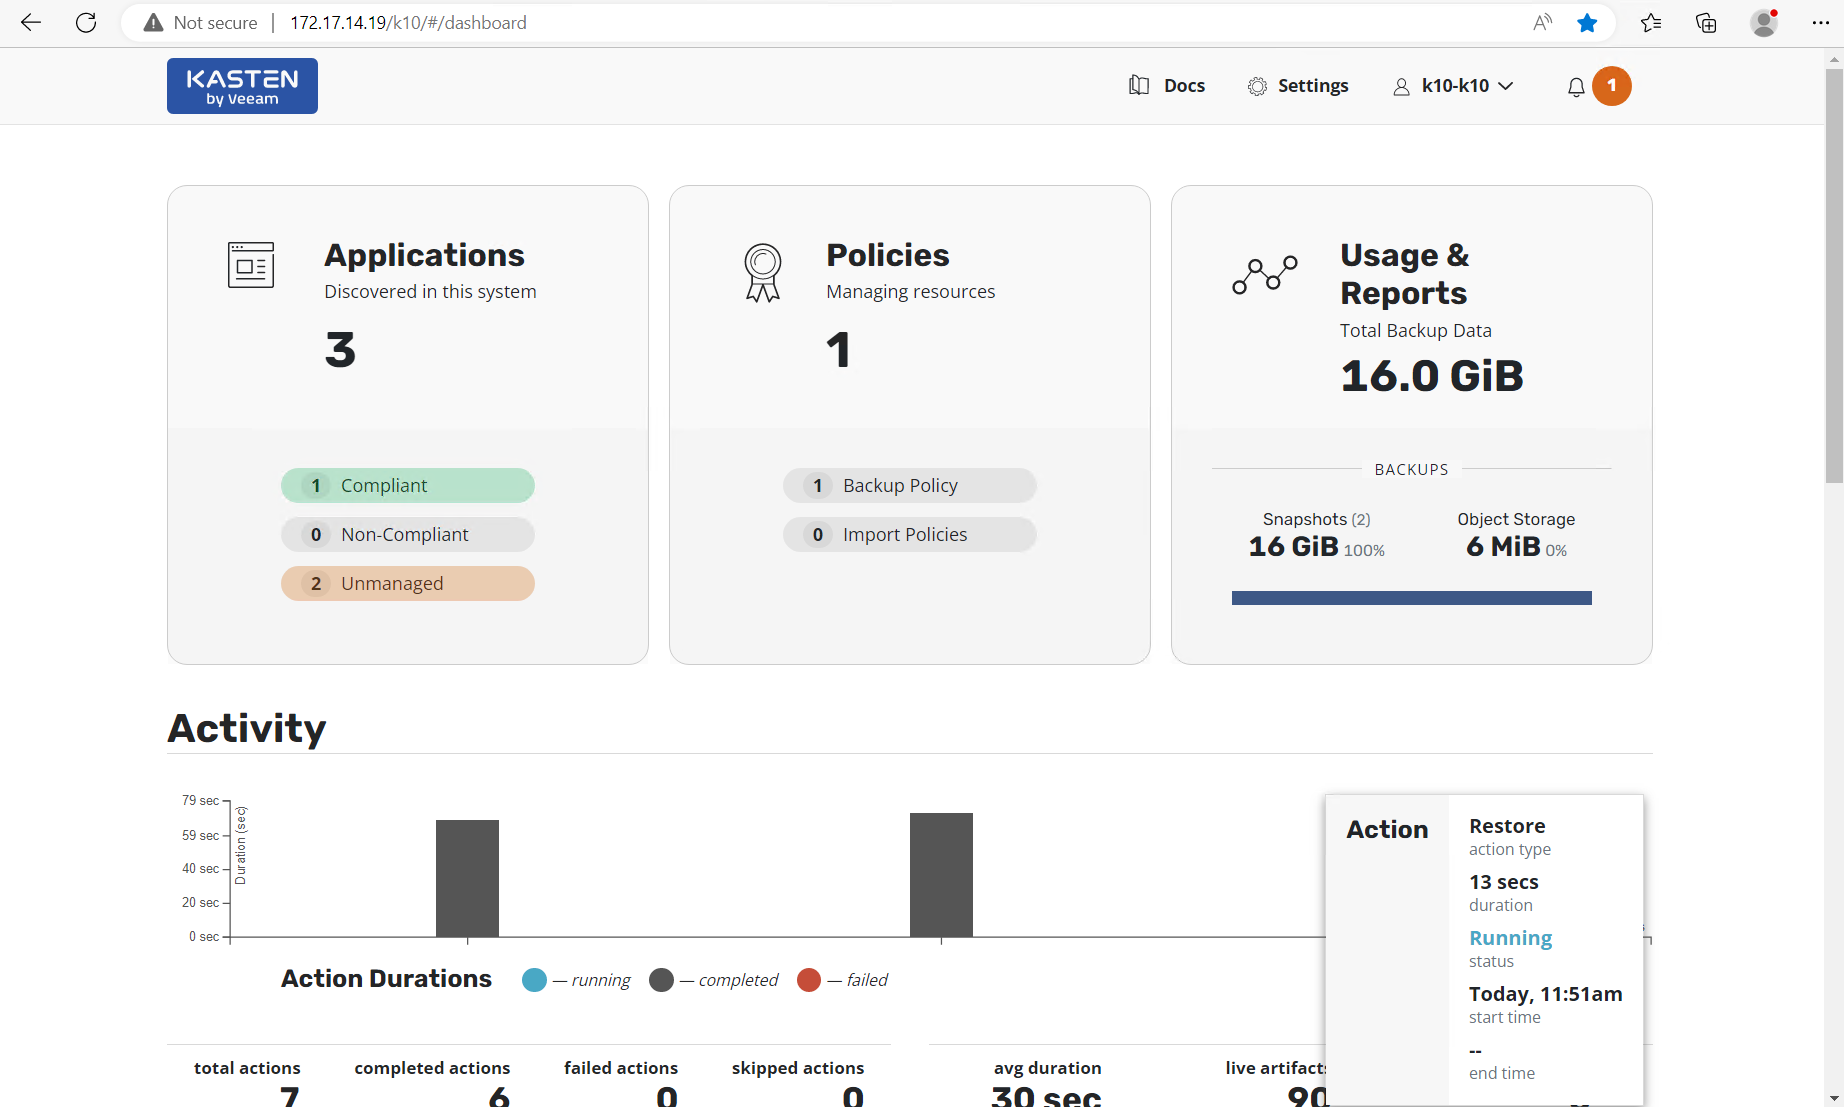 Not secure
172.17.14.19/k10/#/dashboard
KASTEN
by Veeam
Docs
Settings
k10-k10
1
Applications
Discovered in this system
3
1 Compliant
0 Non-Compliant
2 Unmanaged
Policies
Managing resources
1
1 Backup Policy
0 Import Policies
Usage &
Reports
Total Backup Data
16.0 GiB
BACKUPS
Snapshots (2)
16 GiB 100%
Object Storage
6 MiB 0%
Activity
79 sec
59 sec
40 sec
20 sec
0 sec
Duration (sec)
Action Durations
— running
— completed
— failed
Action
Restore
action type
13 secs
duration
Running
status
Today, 11:51am
start time
--
end time
total actions
7
completed actions
6
failed actions
0
skipped actions
0
avg duration
30 sec
live artifacts
90